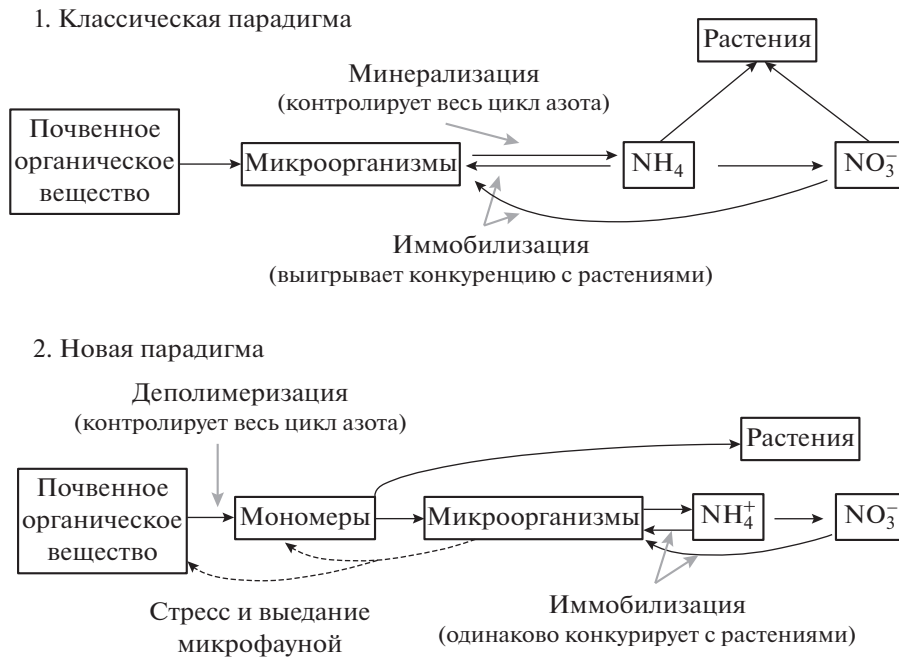 1. Классическая парадигма
Растения
Минерализация
(контролирует весь цикл азота)
Почвенное
органическое
вещество
Микроорганизмы
NH₄
NO₃⁻
Иммобилизация
(выигрывает конкуренцию с растениями)
2. Новая парадигма
Деполимеризация
(контролирует весь цикл азота)
Растения
Почвенное
органическое
вещество
Мономеры
Микроорганизмы
NH₄⁺
NO₃⁻
Стресс и выедание
микрофауной
Иммобилизация
(одинаково конкурирует с растениями)